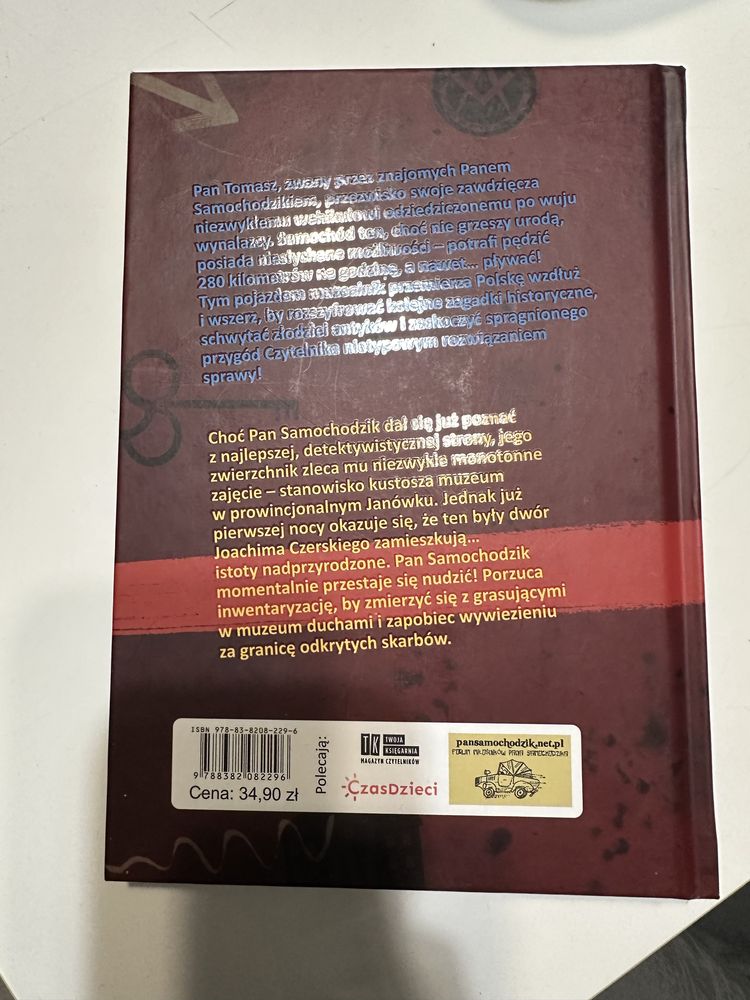 Pan Tomasz, zwany przez znajomych Panem
Samochodzikiem, przezwisko swoje zawdzięcza
niezwykłemu wehikułowi odziedziczonemu po wuju
wynalazcy. Samochód ten, choć nie grzeszy urodą,
posiada niesłychane możliwości – potrafi pędzić
280 kilometrów na godzinę, a nawet... pływać!
Tym pojazdem muzealnik przemierza Polskę wzdłuż
i wszerz, by rozszyfrować kolejne zagadki historyczne,
schwytać złodziei antyków i zaskoczyć spragnionego
przygód Czytelnika nietypowym rozwiązaniem
sprawy!
Choć Pan Samochodzik dał się już poznać
z najlepszej, detektywistycznej strony, jego
zwierzchnik zleca mu niezwykle monotonne
zajęcie – stanowisko kustosza muzeum
w prowincjonalnym Janówku. Jednak już
pierwszej nocy okazuje się, że ten były dwór
Joachima Czerskiego zamieszkują...
istoty nadprzyrodzone. Pan Samochodzik
momentalnie przestaje się nudzić! Porzuca
inwentaryzację, by zmierzyć się z grasującymi
w muzeum duchami i zapobiec wywiezieniu
za granicę odkrytych skarbów.
ISBN 978-83-8208-229-6
9 788382 082296
Cena: 34,90 zł
Polecają:
TK TWOJA
KSIĘGARNIA
MAGAZYN CZYTELNIKÓW
CzasDzieci
pansamochodzik.net.pl
FORUM MIŁOŚNIKÓW PANA SAMOCHODZIKA